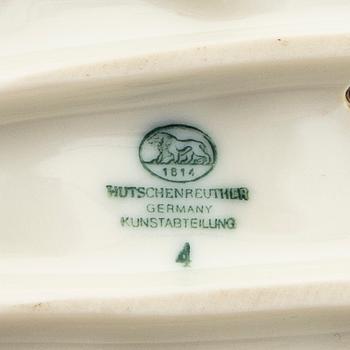 1814
HUTSCHENREUTHER
GERMANY
KUNSTABTEILUNG
4